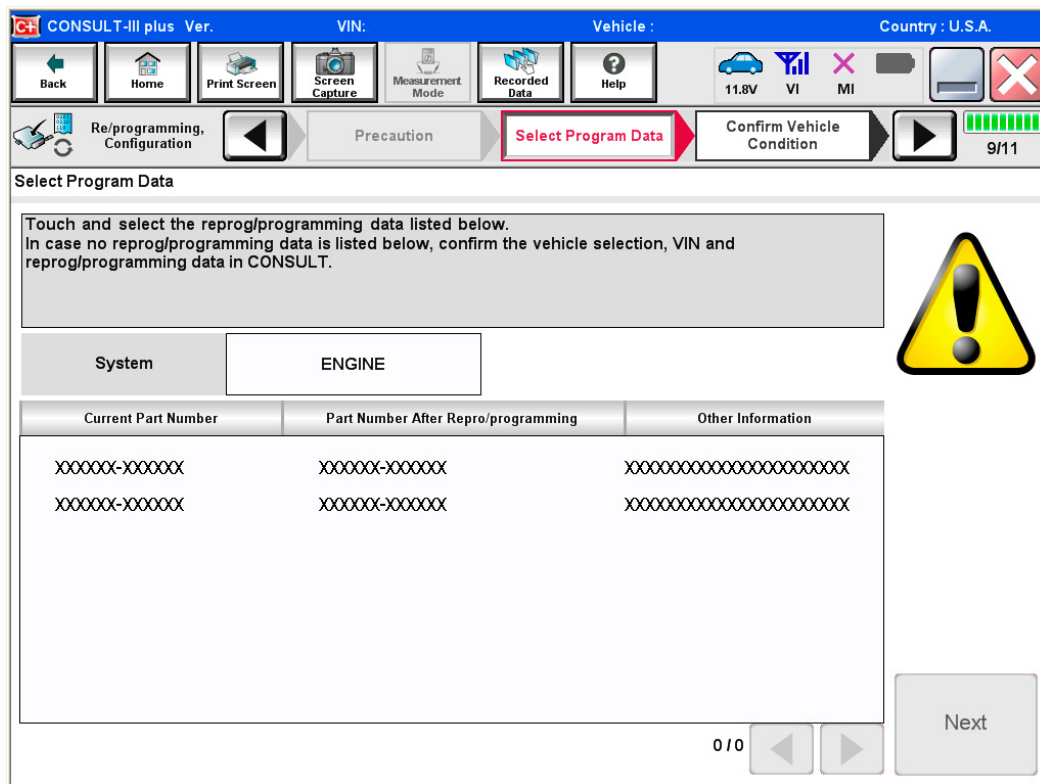 C+ CONSULT-III plus Ver. VIN: Vehicle : Country : U.S.A.
Back
Home
Print Screen
Screen Capture
Measurement Mode
Recorded Data
Help
11.8V VI MI
Re/programming, Configuration
Precaution
Select Program Data
Confirm Vehicle Condition
9/11
Select Program Data
Touch and select the reprog/programming data listed below.
In case no reprog/programming data is listed below, confirm the vehicle selection, VIN and
reprog/programming data in CONSULT.
System ENGINE
Current Part Number Part Number After Repro/programming Other Information
XXXXXX-XXXXXX XXXXXX-XXXXXX XXXXXXXXXXXXXXXXXXXXXX
XXXXXX-XXXXXX XXXXXX-XXXXXX XXXXXXXXXXXXXXXXXXXXXX
Next
0 / 0